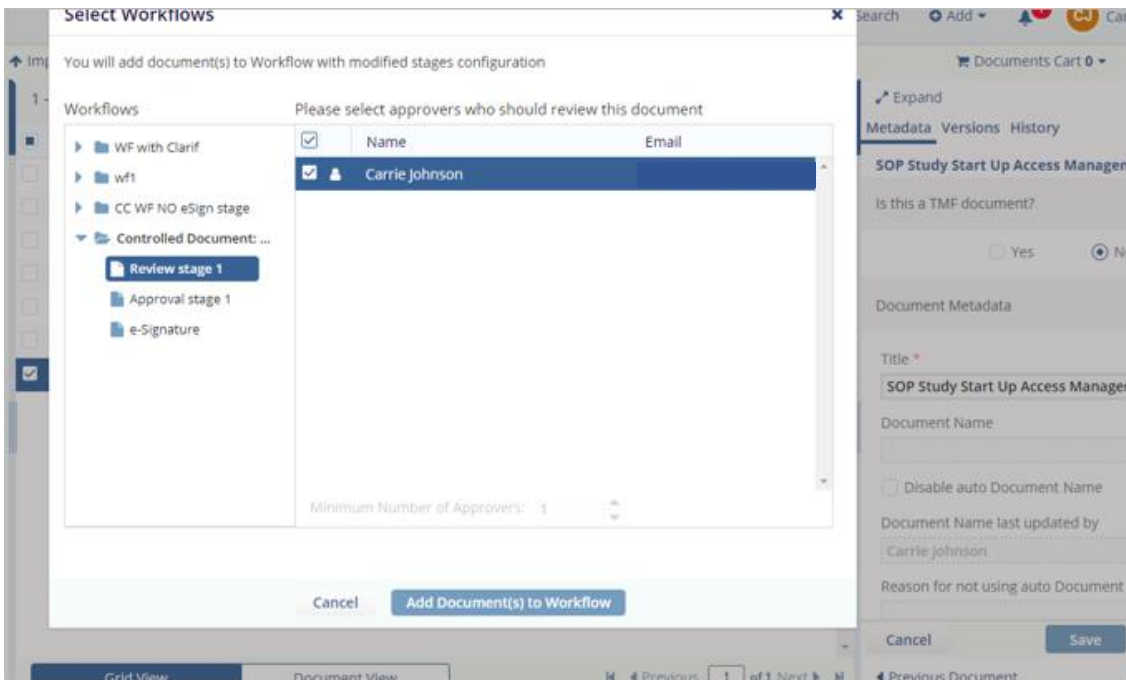 Select Workflows
Search
Add
CJ
You will add document(s) to Workflow with modified stages configuration
Documents Cart 0
Workflows
Please select approvers who should review this document
Name
Email
WF with Clarif
wf1
CC WF NO eSign stage
Controlled Document: ...
Review stage 1
Approval stage 1
e-Signature
Carrie Johnson
Minimum Number of Approvers: 1
Cancel
Add Document(s) to Workflow
Expand
Metadata Versions History
SOP Study Start Up Access
Is this a TMF document?
Yes
Document Metadata
Title *
SOP Study Start Up Access
Document Name
Disable auto Document Name
Document Name last updated by
Carrie Johnson
Reason for not using auto Document
Cancel
Save
Grid View
Document View
Previous 1 of 1 Next
Previous Document